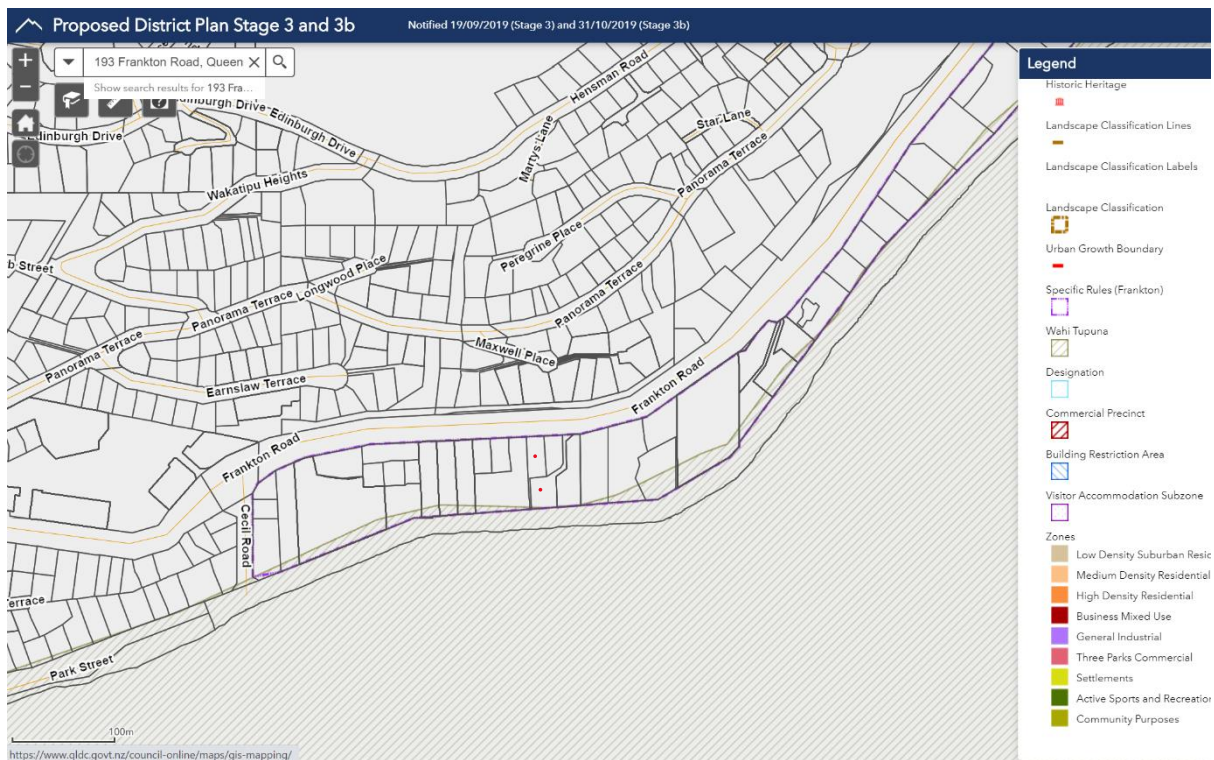 Proposed District Plan Stage 3 and 3b
Notified 19/09/2019 (Stage 3) and 31/10/2019 (Stage 3b)
+
193 Frankton Road, Queen
Show search results for 193 Fra...
−
Edinburgh Drive
Edinburgh Drive
Edinburgh Drive
Hensman Road
Martys Lane
Star Lane
Wakatipu Heights
Panorama Terrace
Peregrine Place
b Street
Longwood Place
Panorama Terrace
Panorama Terrace
Panorama Terrace
Maxwell Place
Earnslaw Terrace
Frankton Road
Frankton Road
Cecil Road
Terrace
Park Street
100m
https://www.qldc.govt.nz/council-online/maps/gis-mapping/
Legend
Historic Heritage
Landscape Classification Lines
Landscape Classification Labels
Landscape Classification
Urban Growth Boundary
Specific Rules (Frankton)
Wahi Tupuna
Designation
Commercial Precinct
Building Restriction Area
Visitor Accommodation Subzone
Zones
Low Density Suburban Resid
Medium Density Residential
High Density Residential
Business Mixed Use
General Industrial
Three Parks Commercial
Settlements
Active Sports and Recreation
Community Purposes